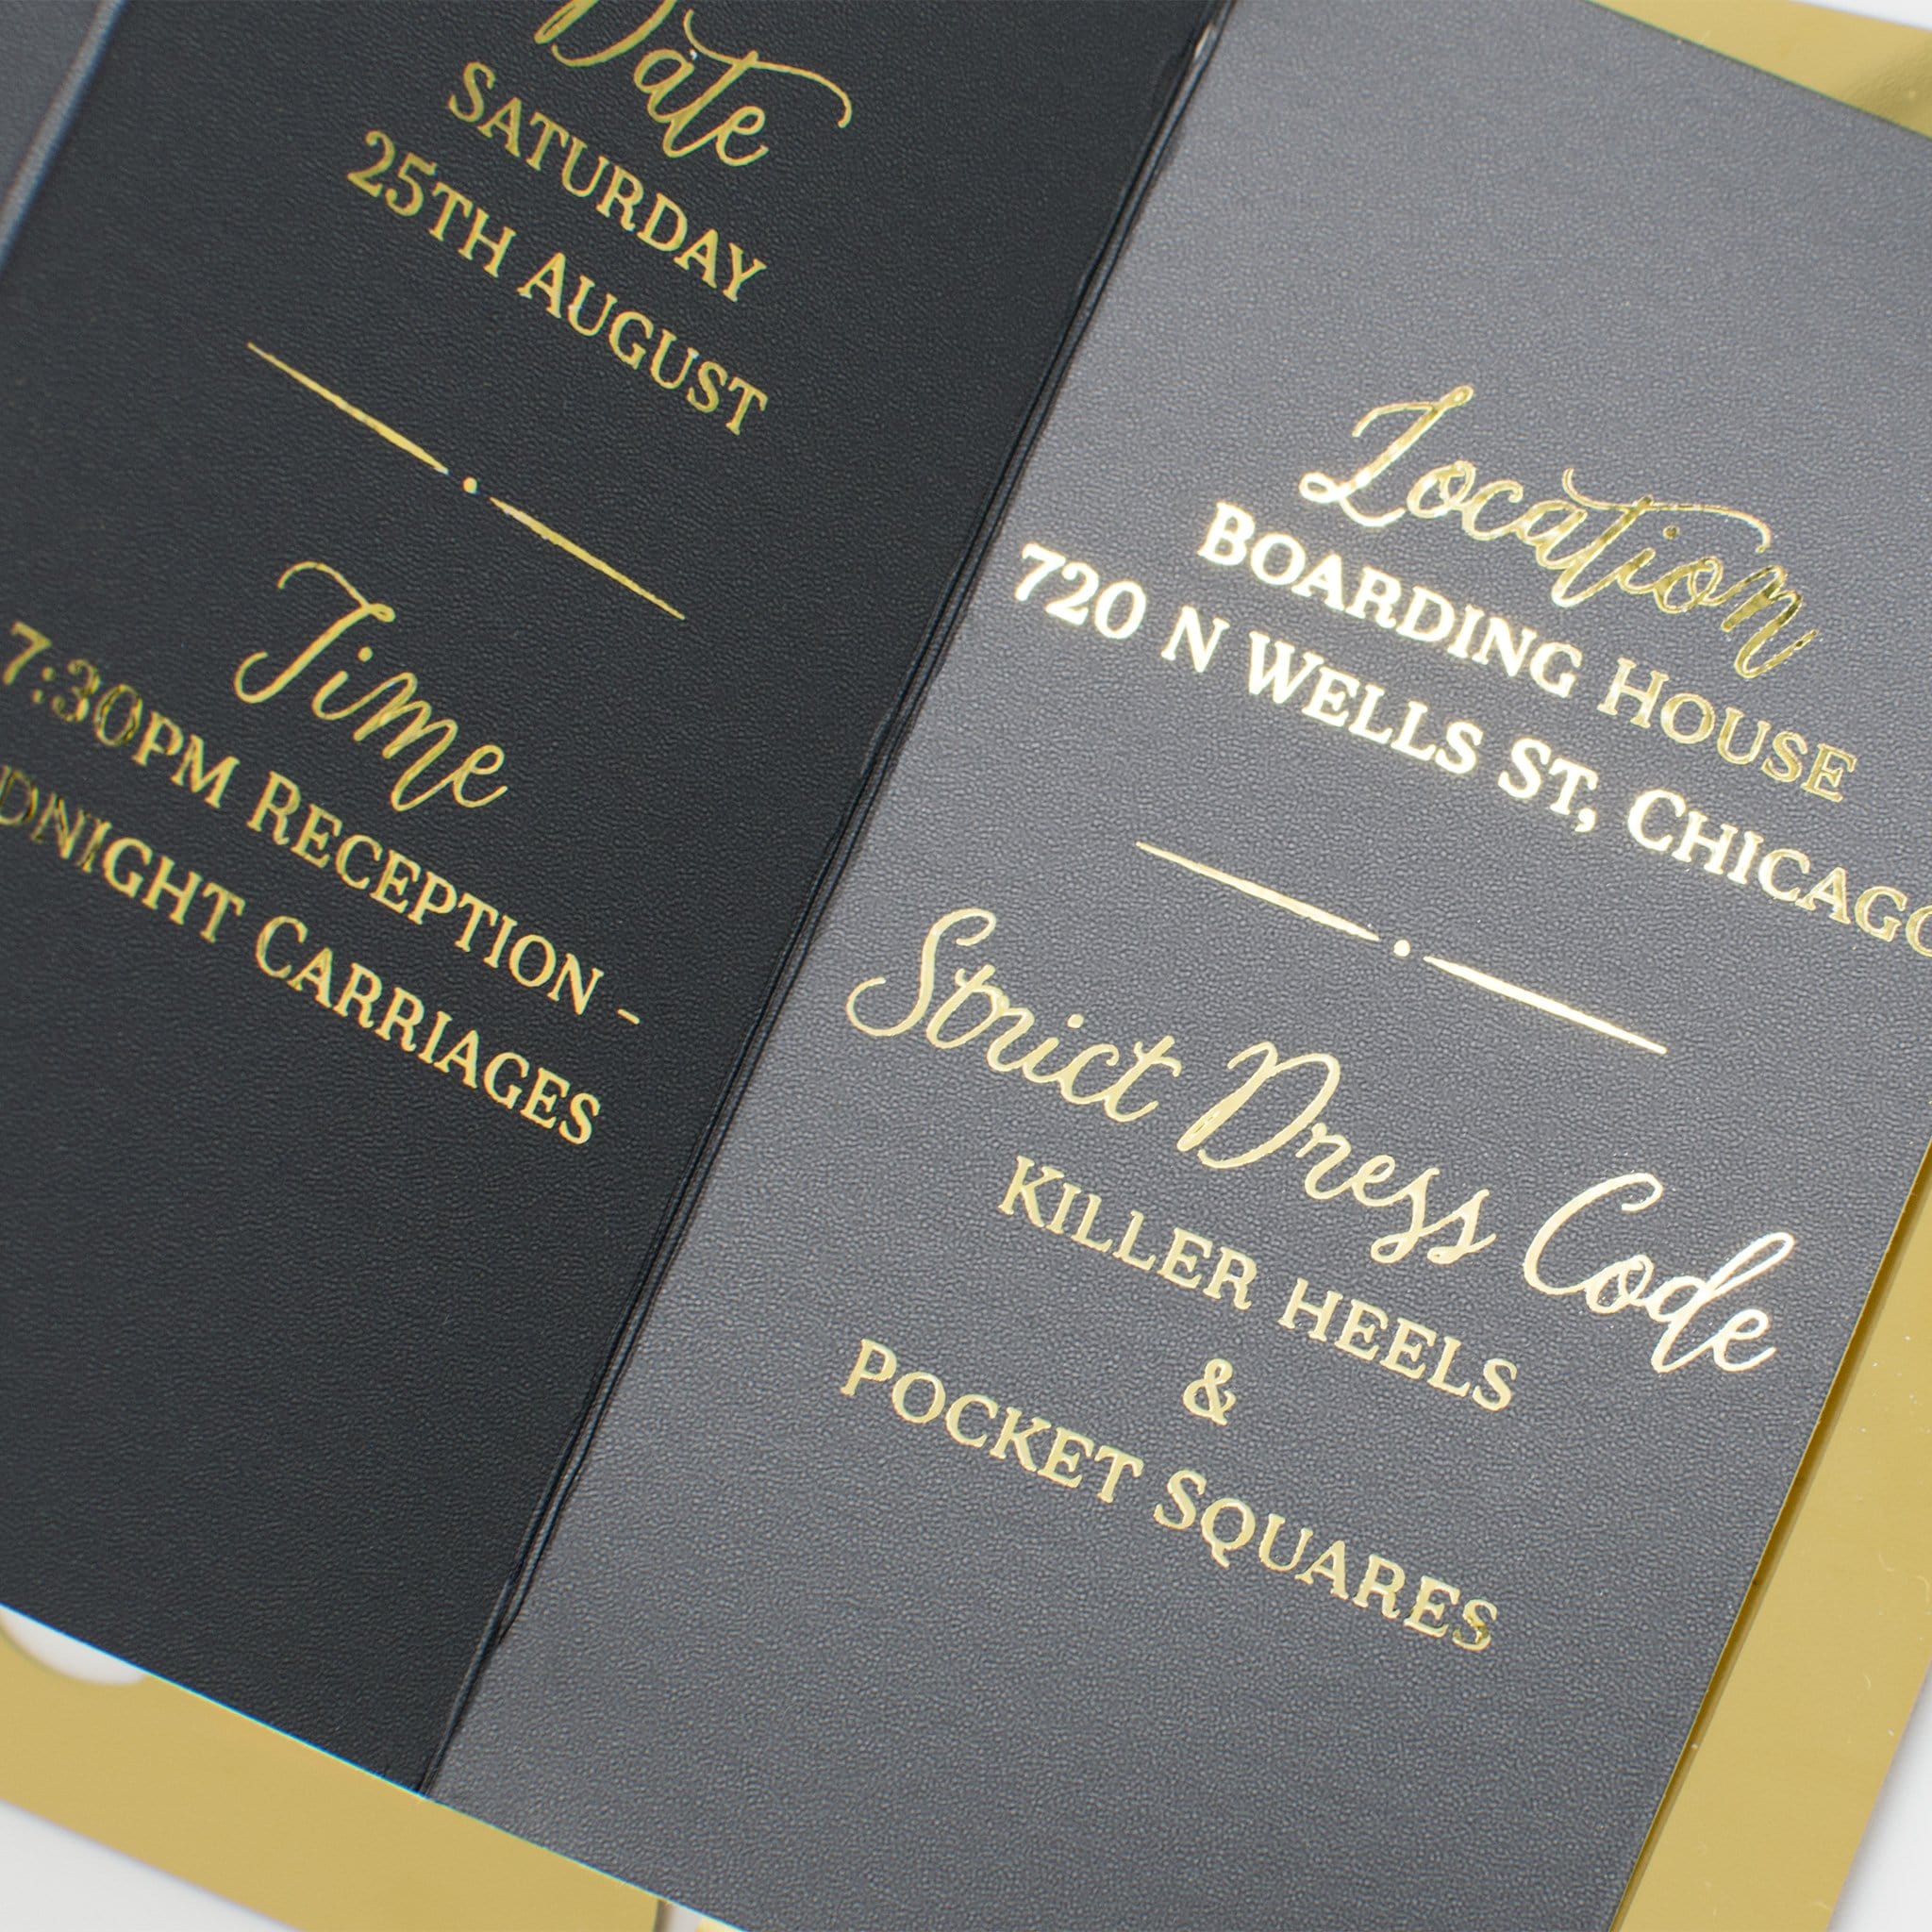 Date
SATURDAY
25TH AUGUST
Time
7:30PM RECEPTION -
CARRIAGES
Location
BOARDING HOUSE
720 N WELLS ST, CHICAGO
Strict Dress Code
KILLER HEELS
&
POCKET SQUARES